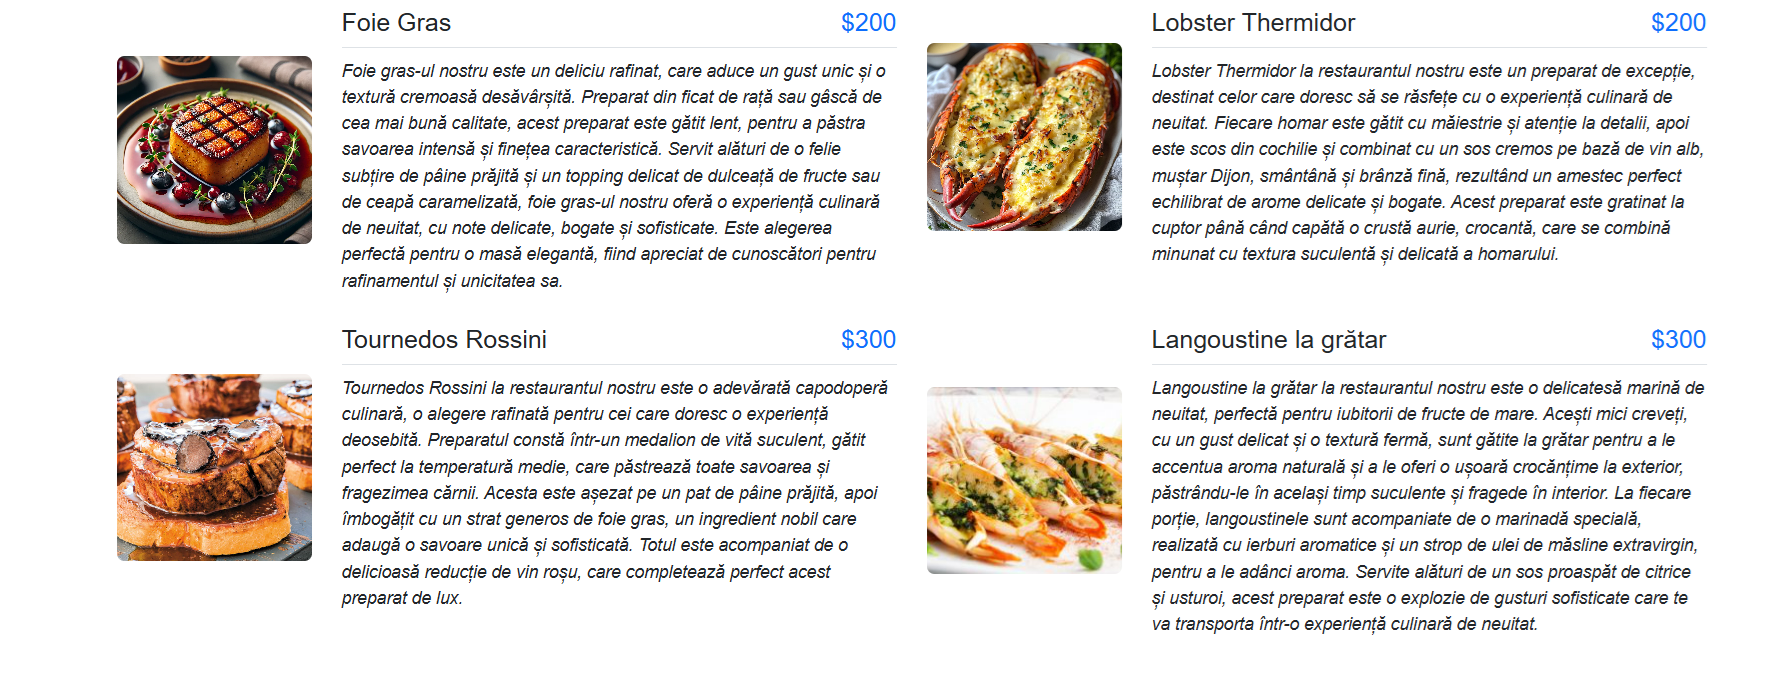 Foie Gras $200
Foie gras-ul nostru este un deliciu rafinat, care aduce un gust unic și o
textură cremoasă desăvârșită. Preparat din ficat de rață sau gâscă de
cea mai bună calitate, acest preparat este gătit lent, pentru a păstra
savoarea intensă și finețea caracteristică. Servit alături de o felie
subțire de pâine prăjită și un topping delicat de dulceață de fructe sau
de ceapă caramelizată, foie gras-ul nostru oferă o experiență culinară
de neuitat, cu note delicate, bogate și sofisticate. Este alegerea
perfectă pentru o masă elegantă, fiind apreciat de cunoscători pentru
rafinamentul și unicitatea sa.
Lobster Thermidor $200
Lobster Thermidor la restaurantul nostru este un preparat de excepție,
destinat celor care doresc să se răsfețe cu o experiență culinară de
neuitat. Fiecare homar este gătit cu măiestrie și atenție la detalii, apoi
este scos din cochilie și combinat cu un sos cremos pe bază de vin alb,
muștar Dijon, smântână și brânză fină, rezultând un amestec perfect
echilibrat de arome delicate și bogate. Acest preparat este gratinat la
cuptor până când capătă o crustă aurie, crocantă, care se combină
minunat cu textura suculentă și delicată a homarului.
Tournedos Rossini $300
Tournedos Rossini la restaurantul nostru este o adevărată capodoperă
culinară, o alegere rafinată pentru cei care doresc o experiență
deosebită. Preparatul constă într-un medalion de vită suculent, gătit
perfect la temperatură medie, care păstrează toate savoarea și
fragezimea cărnii. Acesta este așezat pe un pat de pâine prăjită, apoi
îmbogățit cu un strat generos de foie gras, un ingredient nobil care
adaugă o savoare unică și sofisticată. Totul este acompaniat de o
delicioasă reducție de vin roșu, care completează perfect acest
preparat de lux.
Langoustine la grătar $300
Langoustine la grătar la restaurantul nostru este o delicatesă marină de
neuitat, perfectă pentru iubitorii de fructe de mare. Acești mici creveți,
cu un gust delicat și o textură fermă, sunt gătite la grătar pentru a le
accentua aroma naturală și a le oferi o ușoară crocănțime la exterior,
păstrându-le în același timp suculente și fragede în interior. La fiecare
porție, langoustinele sunt acompaniate de o marinadă specială,
realizată cu ierburi aromatice și un strop de ulei de măsline extravirgin,
pentru a le adânci aroma. Servite alături de un sos proaspăt de citrice
și usturoi, acest preparat este o explozie de gusturi sofisticate care te
va transporta într-o experiență culinară de neuitat.